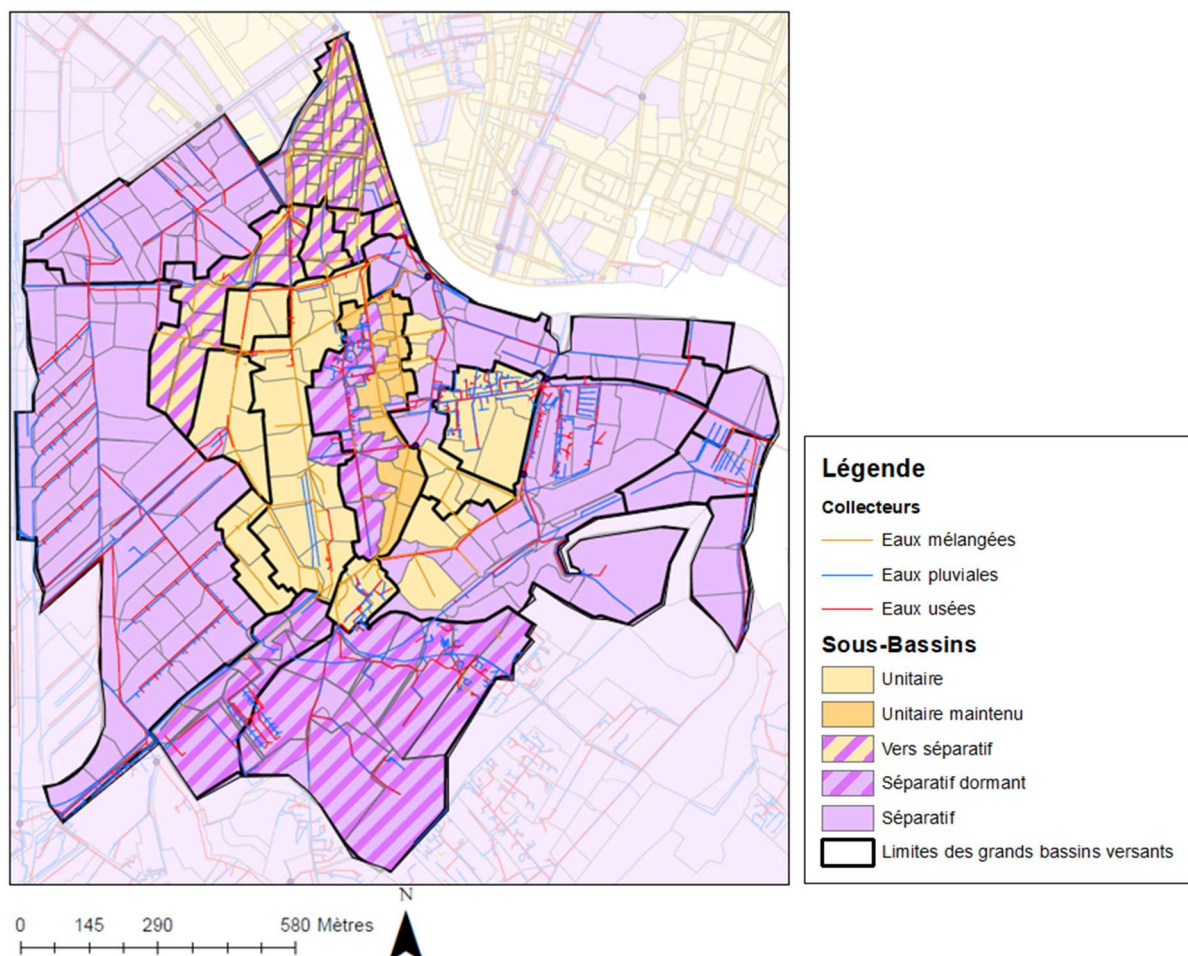 Légende
Collecteurs
Eaux mélangées
Eaux pluviales
Eaux usées
Sous-Bassins
Unitaire
Unitaire maintenu
Vers séparatif
Séparatif dormant
Séparatif
Limites des grands bassins versants
N
0 145 290 580 Mètres